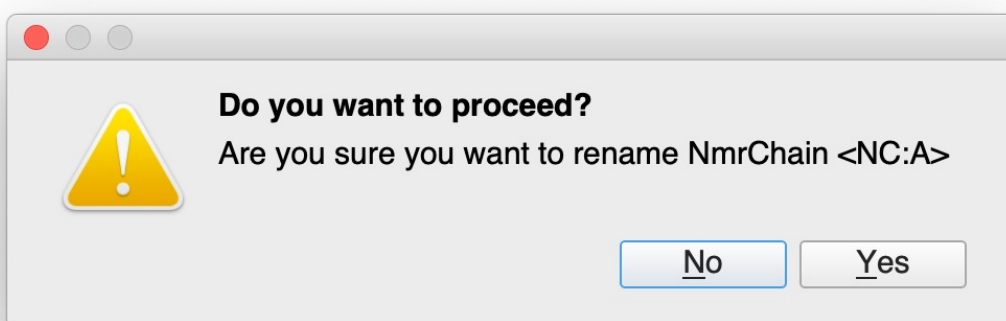 Do you want to proceed?
Are you sure you want to rename NmrChain <NC:A>
No Yes